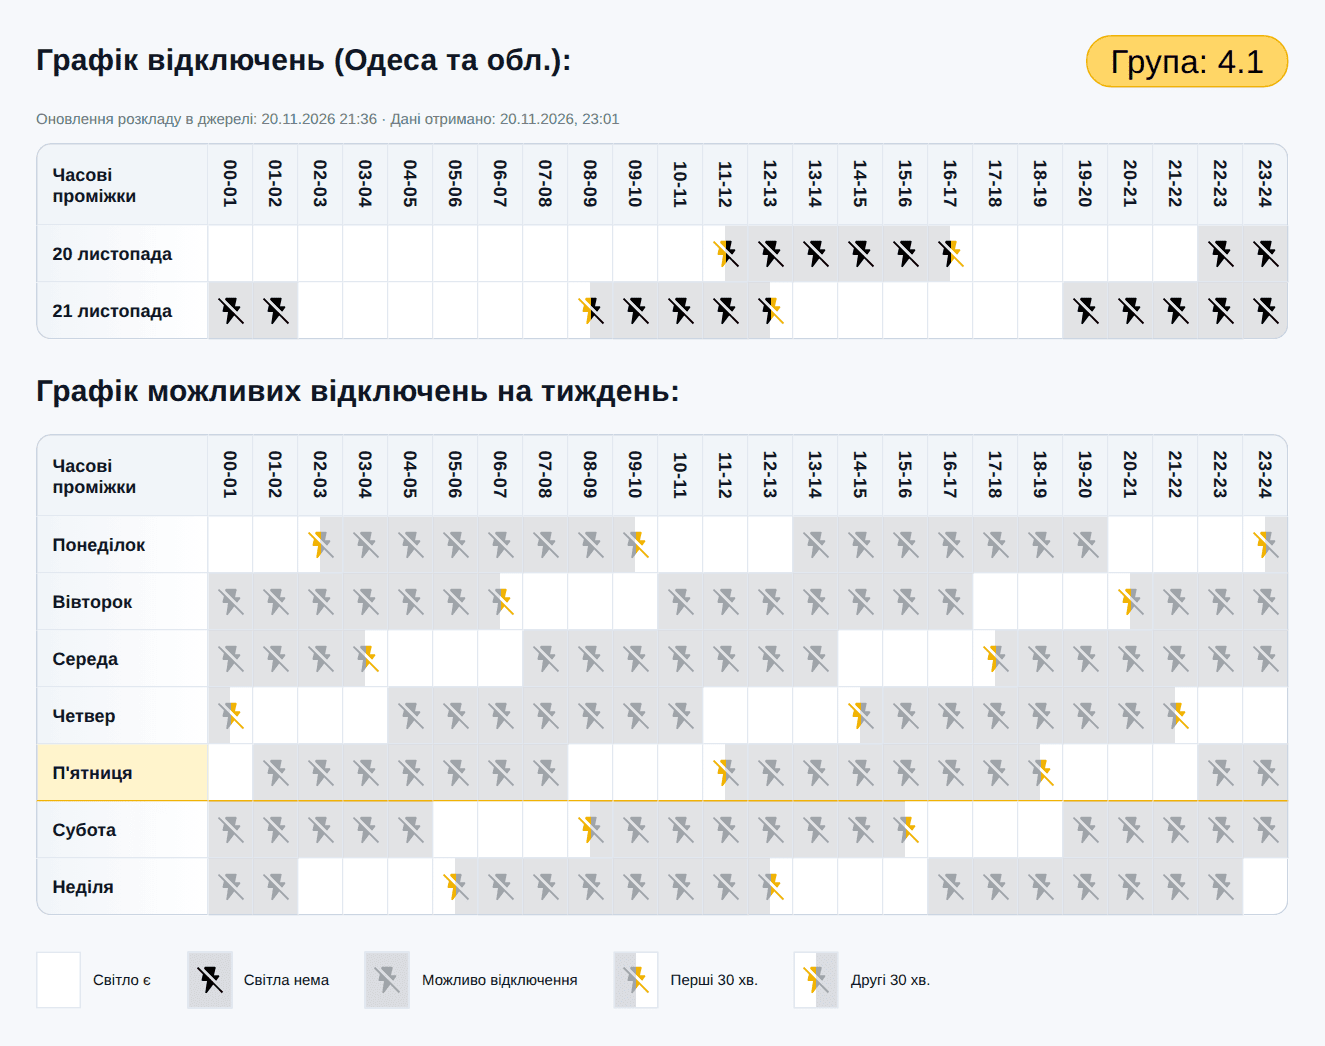 Графік відключень (Одеса та обл.):
Група: 4.1
Оновлення розкладу в джерелі: 20.11.2026 21:36 · Дані отримано: 20.11.2026, 23:01
Часові проміжки 00-01 01-02 02-03 03-04 04-05 05-06 06-07 07-08 08-09 09-10 10-11 11-12 12-13 13-14 14-15 15-16 16-17 17-18 18-19 19-20 20-21 21-22 22-23 23-24
20 листопада
21 листопада
Графік можливих відключень на тиждень:
Часові проміжки 00-01 01-02 02-03 03-04 04-05 05-06 06-07 07-08 08-09 09-10 10-11 11-12 12-13 13-14 14-15 15-16 16-17 17-18 18-19 19-20 20-21 21-22 22-23 23-24
Понеділок
Вівторок
Середа
Четвер
П'ятниця
Субота
Неділя
Світло є Світла нема Можливо відключення Перші 30 хв. Другі 30 хв.